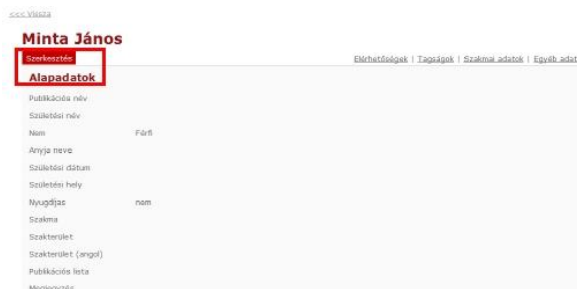 <<< Vissza
Minta János
Szerkesztés
Elérhetőségek | Tagságok | Szakmai adatok | Egyéb adat
Alapadatok
Publikációs név
Születési név
Nem Férfi
Anyja neve
Születési dátum
Születési hely
Nyugdíjas nem
Szakma
Szakterület
Szakterület (angol)
Publikációs lista
Megjegyzés